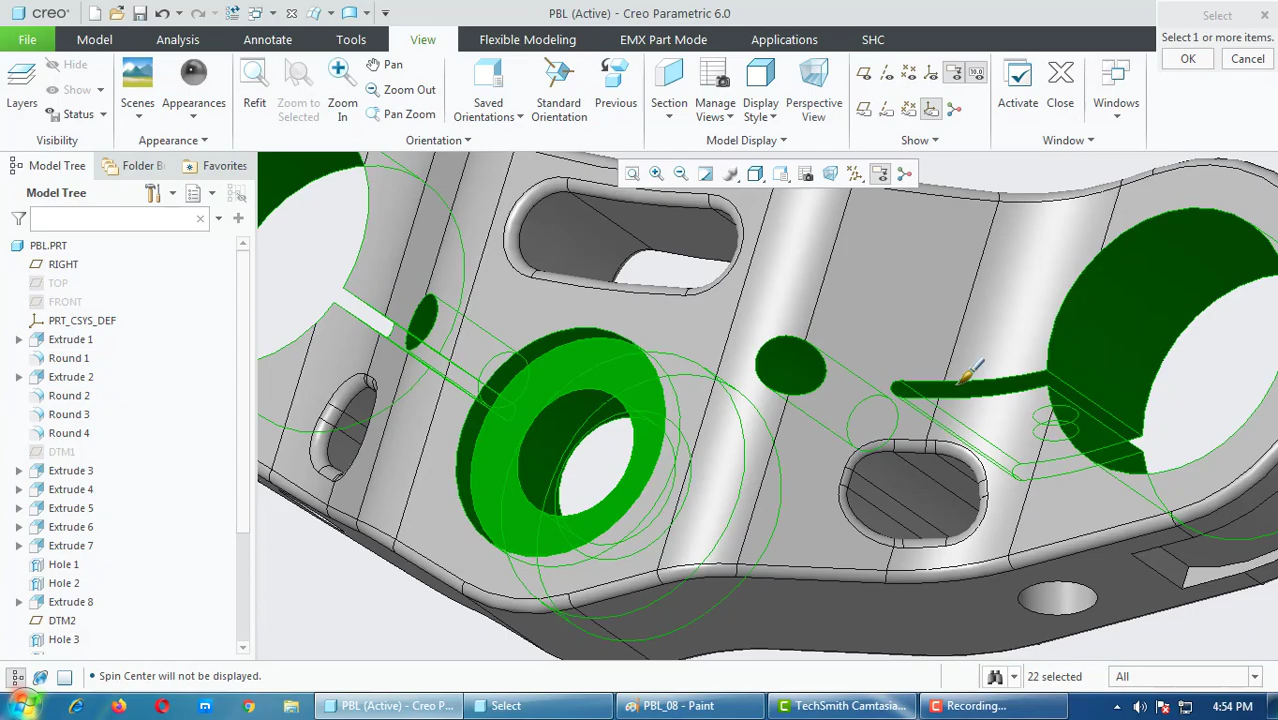 creo
PBL (Active) - Creo Parametric 6.0
Select
Select 1 or more items.
OK
Cancel
File
Model
Analysis
Annotate
Tools
View
Flexible Modeling
EMX Part Mode
Applications
SHC
Layers
Hide
Show
Status
Visibility
Scenes
Appearances
Appearance
Refit
Zoom to Selected
Zoom In
Pan
Zoom Out
Pan Zoom
Saved Orientations
Standard Orientation
Previous
Orientation
Section
Manage Views
Display Style
Perspective View
Model Display
10.0
Show
Activate
Close
Windows
Window
Model Tree
Folder B
Favorites
Model Tree
PBL.PRT
RIGHT
TOP
FRONT
PRT_CSYS_DEF
Extrude 1
Round 1
Extrude 2
Round 2
Round 3
Round 4
DTM1
Extrude 3
Extrude 4
Extrude 5
Extrude 6
Extrude 7
Hole 1
Hole 2
Extrude 8
DTM2
Hole 3
• Spin Center will not be displayed.
22 selected
All
PBL (Active) - Creo P...
Select
PBL_08 - Paint
TechSmith Camtasia...
Recording...
4:54 PM